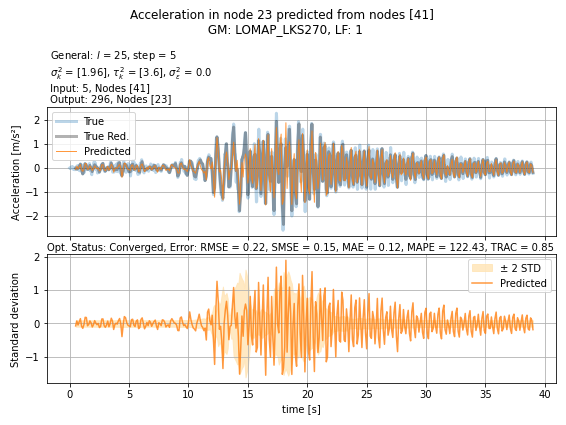 Acceleration in node 23 predicted from nodes [41]
GM: LOMAP_LKS270, LF: 1
General: l = 25, step = 5
σ²ₖ = [1.96], τ²ₖ = [3.6], σ²ε = 0.0
Input: 5, Nodes [41]
Output: 296, Nodes [23]
Acceleration [m/s²]
2
1
0
−1
−2
True
True Red.
Predicted
Opt. Status: Converged, Error: RMSE = 0.22, SMSE = 0.15, MAE = 0.12, MAPE = 122.43, TRAC = 0.85
Standard deviation
2
1
0
−1
± 2 STD
Predicted
0 5 10 15 20 25 30 35 40
time [s]